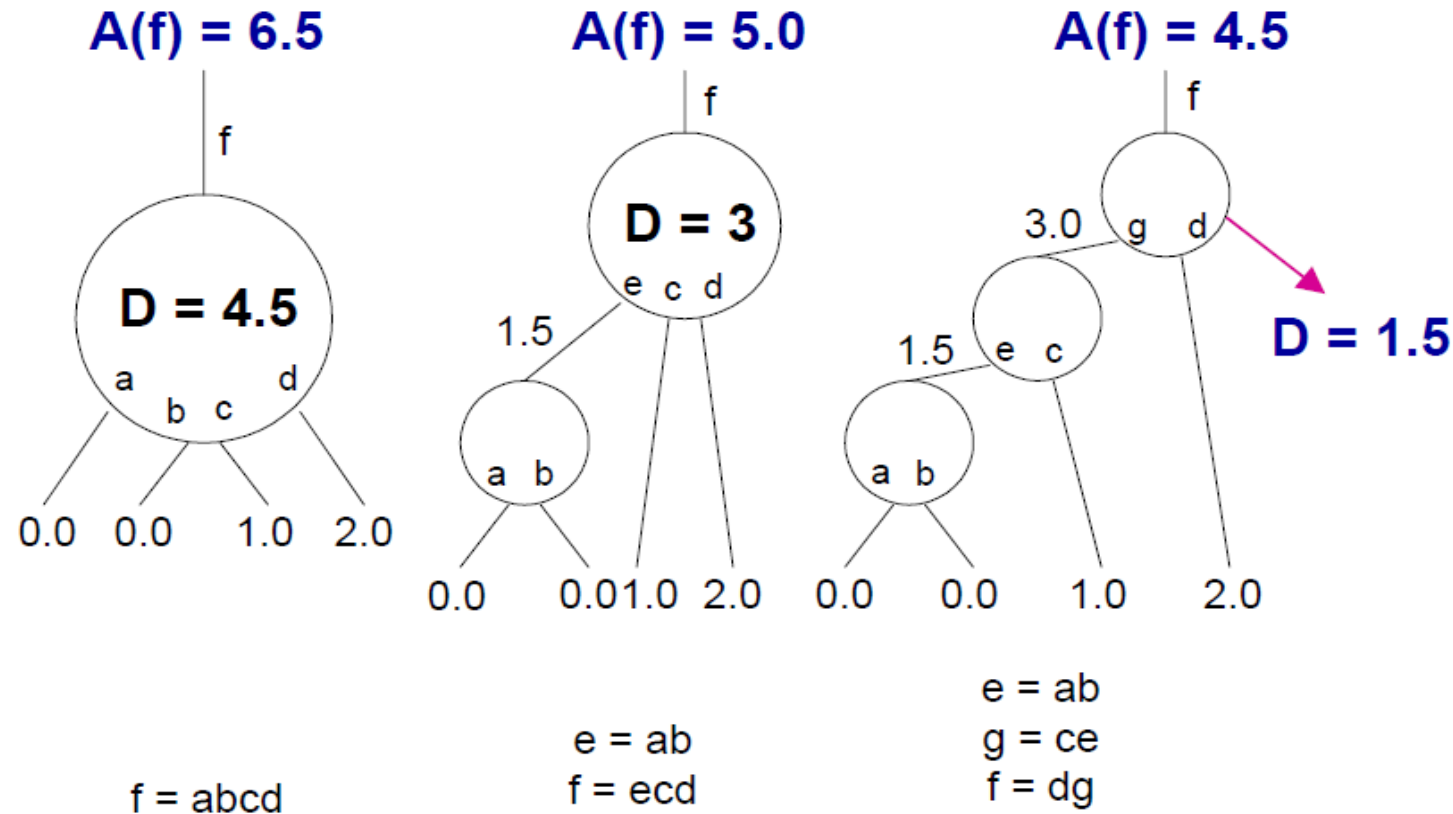 A(f) = 6.5
f
D = 4.5
a b c d
0.0 0.0 1.0 2.0
f = abcd
A(f) = 5.0
f
D = 3
e c d
1.5
a b
0.0 0.0 1.0 2.0
e = ab
f = ecd
A(f) = 4.5
f
g d
3.0
D = 1.5
e c
1.5
a b
0.0 0.0 1.0 2.0
e = ab
g = ce
f = dg